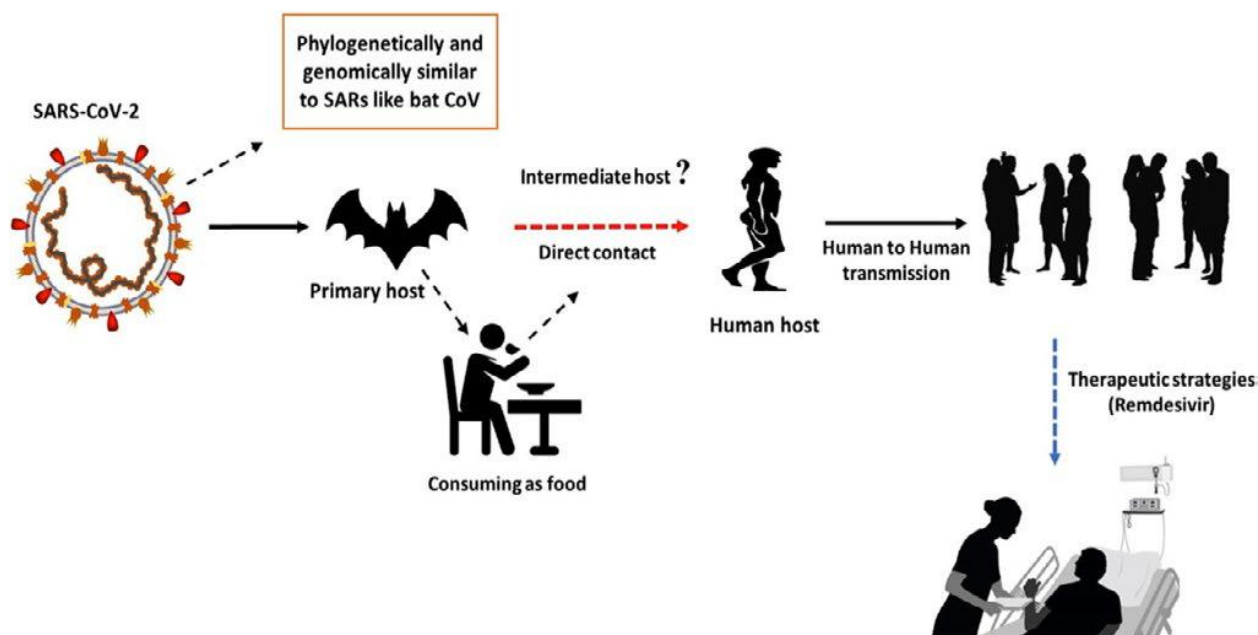 Phylogenetically and
genomically similar
to SARs like bat CoV
SARS-CoV-2
Intermediate host ?
Direct contact
Primary host
Human host
Human to Human
transmission
Consuming as food
Therapeutic strategies
(Remdesivir)